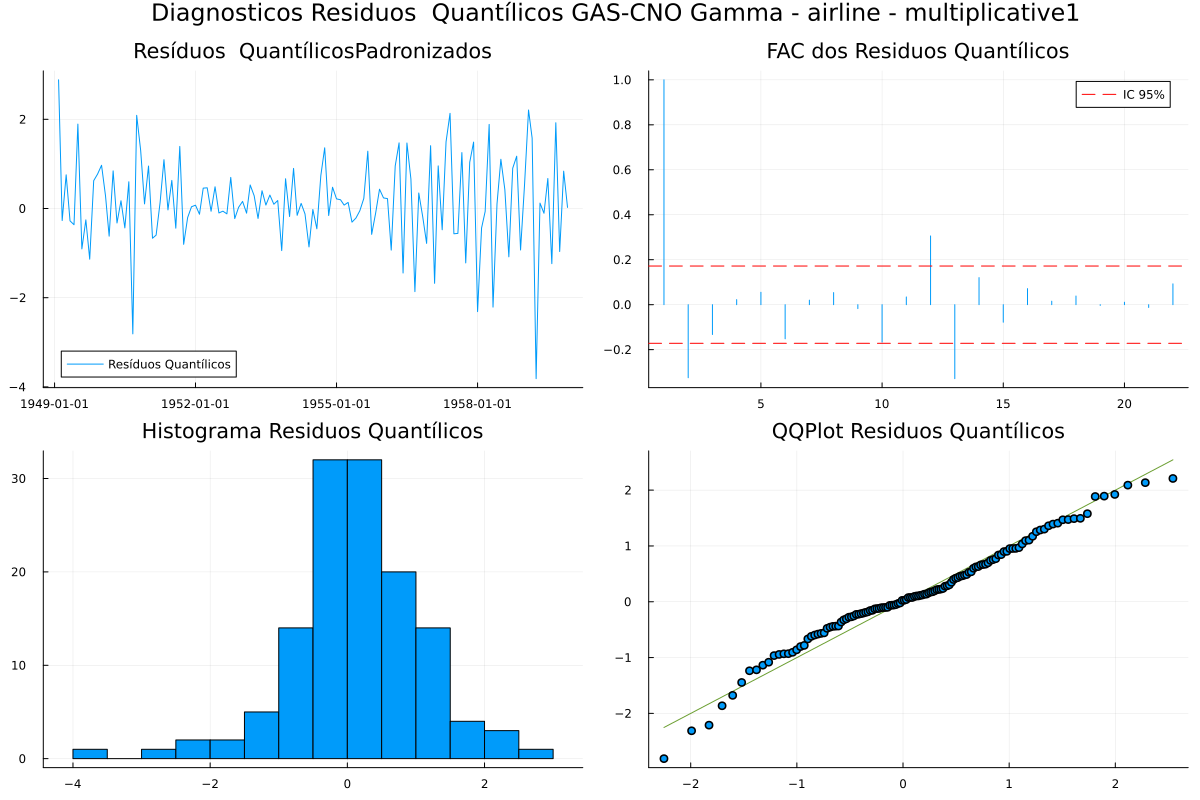 Diagnosticos Residuos  Quantílicos GAS-CNO Gamma - airline - multiplicative1
Resíduos  QuantílicosPadronizados
2
0
−2
−4
Resíduos Quantílicos
1949-01-01 1952-01-01 1955-01-01 1958-01-01
FAC dos Residuos Quantílicos
1.0
0.8
0.6
0.4
0.2
0.0
−0.2
IC 95%
5 10 15 20
Histograma Residuos Quantílicos
30
20
10
0
−4 −2 0 2
QQPlot Residuos Quantílicos
2
1
0
−1
−2
−2 −1 0 1 2